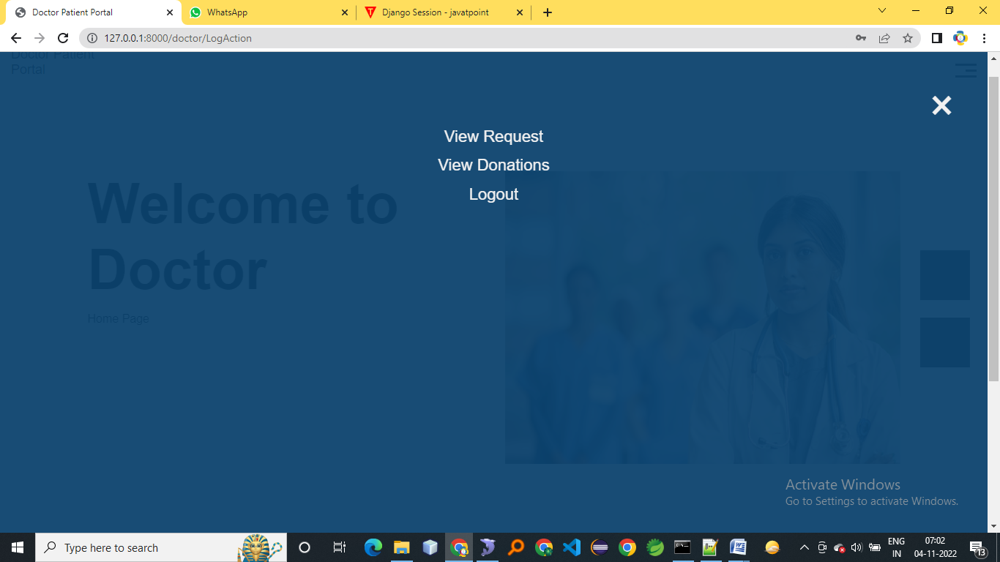 Doctor Patient Portal
WhatsApp
Django Session - javatpoint
127.0.0.1:8000/doctor/LogAction
Doctor Patient
Portal
View Request
View Donations
Logout
Welcome to
Doctor
Home Page
Activate Windows
Go to Settings to activate Windows.
Type here to search
ENG
IN
07:02
04-11-2022
13